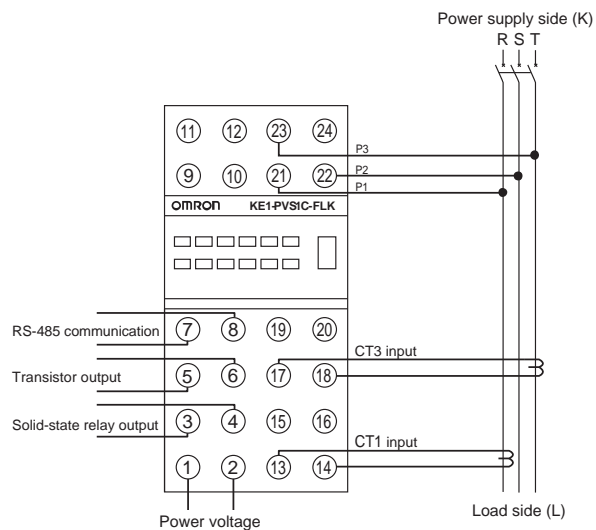 Power supply side (K)
R S T
11 12 23 24
P3
9 10 21 22
P2
P1
OMRON KE1-PVS1C-FLK
RS-485 communication
7 8 19 20
CT3 input
Transistor output
5 6 17 18
Solid-state relay output
3 4 15 16
CT1 input
1 2 13 14
Power voltage
Load side (L)